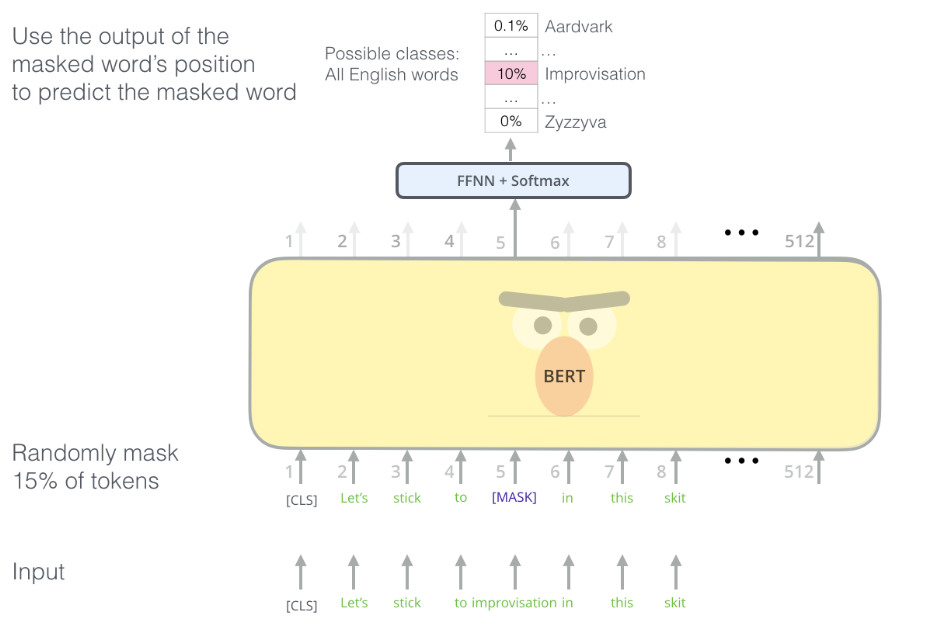 Use the output of the
masked word's position
to predict the masked word
Possible classes:
All English words
0.1% Aardvark
... ...
10% Improvisation
... ...
0% Zyzzyva
FFNN + Softmax
1 2 3 4 5 6 7 8 ••• 512
BERT
Randomly mask
15% of tokens
1 2 3 4 5 6 7 8 ••• 512
[CLS] Let's stick to [MASK] in this skit
Input
[CLS] Let's stick to improvisation in this skit